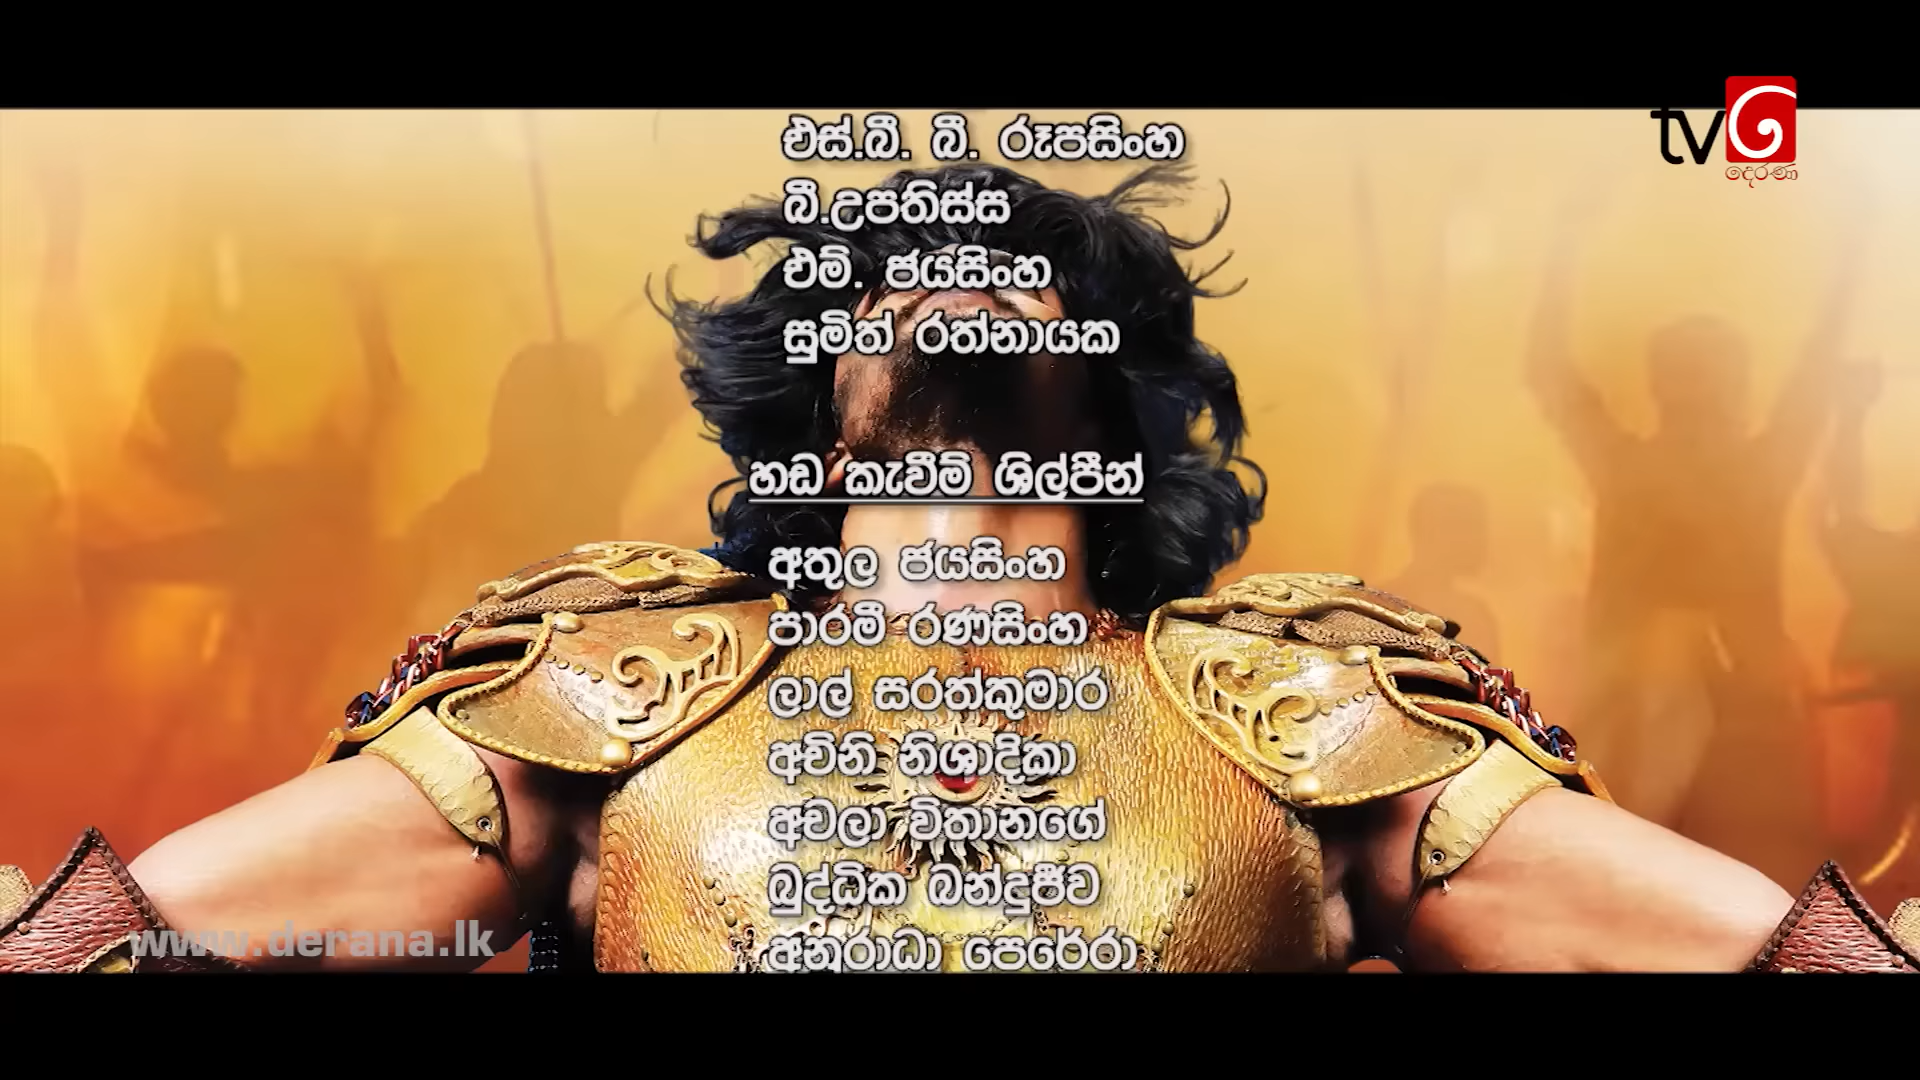 tv
දෙරණ
එස්.බී. බී. රූපසිංහ
බී.උපතිස්ස
එම්. ජයසිංහ
සුමිත් රත්නායක
හඬ කැවීම් ශිල්පීන්
අතුල ජයසිංහ
පාරමී රණසිංහ
ලාල් සරත්කුමාර
අචිනි නිශාදිකා
අචලා විතානගේ
බුද්ධික බන්දුජීව
අනුරාධා පෙරේරා
www.derana.lk